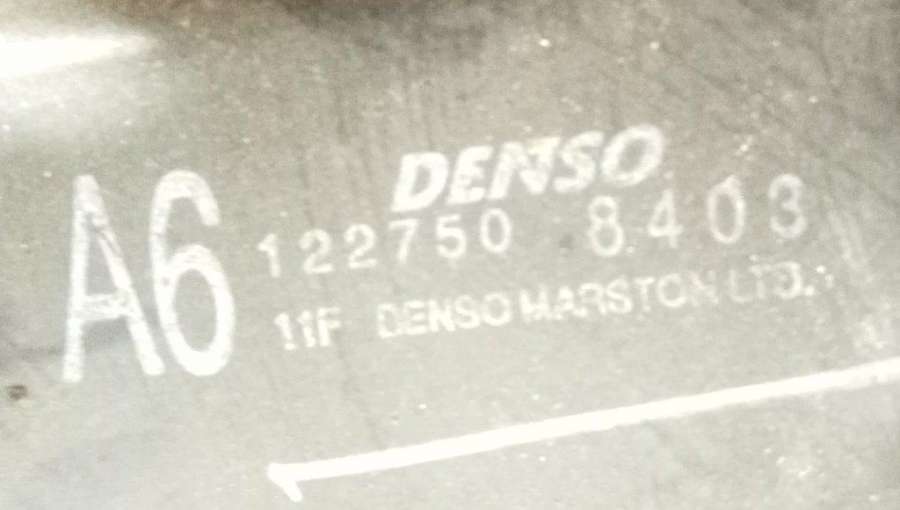 DENSO
A6 122750 8403
11F DENSO MARSTON LTD.